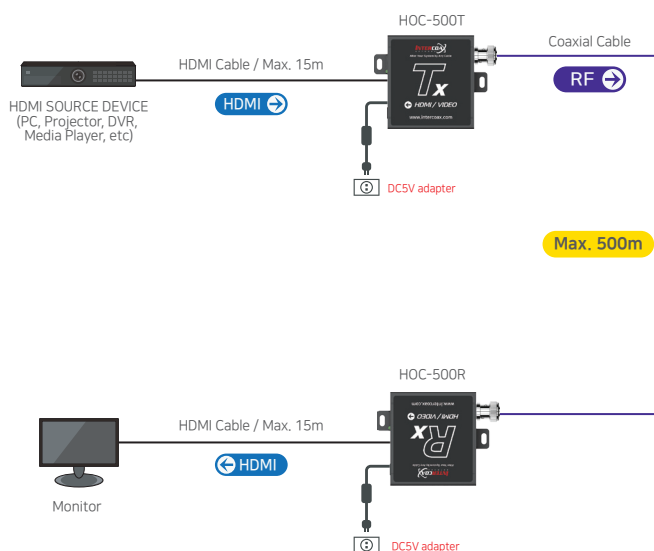 HOC-500T
INTERCOAX
Coaxial Cable
HDMI Cable / Max. 15m
Tx
HDMI
RF
HDMI / VIDEO
www.intercoax.com
HDMI SOURCE DEVICE
(PC, Projector, DVR,
Media Player, etc)
DC5V adapter
Max. 500m
HOC-500R
www.intercoax.com
HDMI / VIDEO
HDMI Cable / Max. 15m
Rx
HDMI
INTERCOAX
Monitor
DC5V adapter